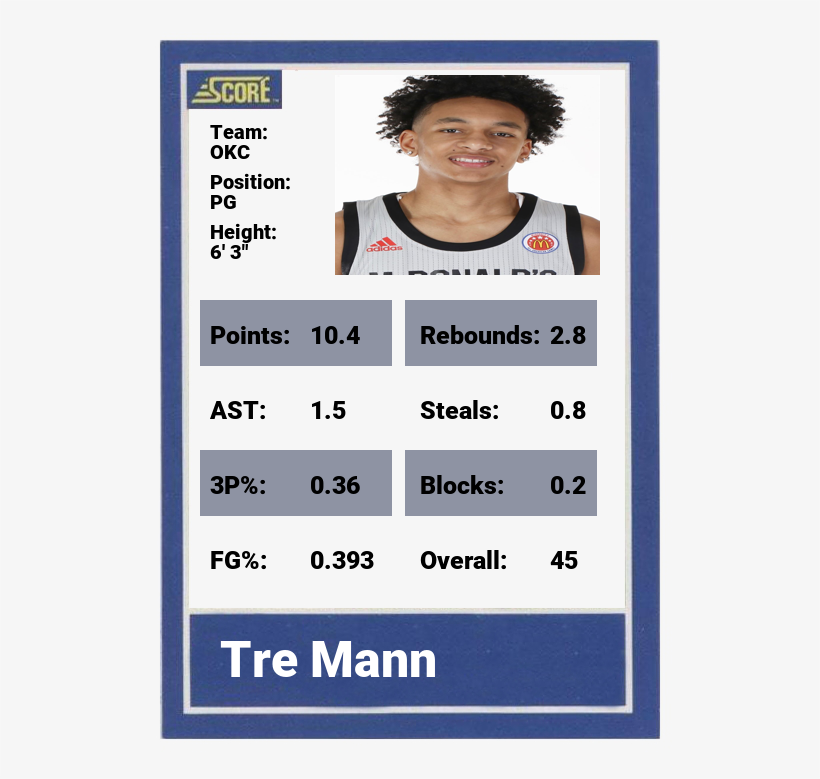 SCORE
Team:
OKC
Position:
PG
Height:
6' 3"
adidas
McDONALD'S
Points: 10.4 Rebounds: 2.8
AST: 1.5 Steals: 0.8
3P%: 0.36 Blocks: 0.2
FG%: 0.393 Overall: 45
Tre Mann